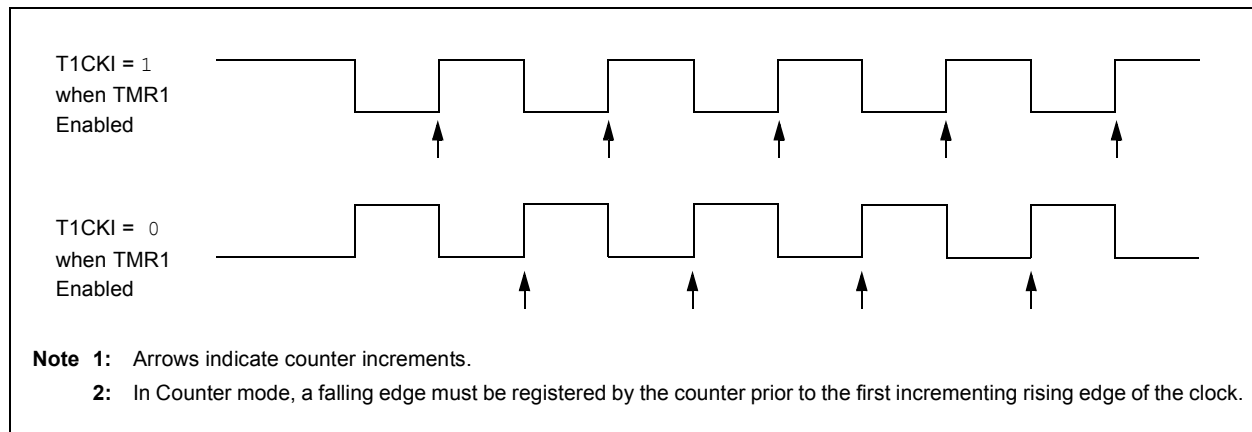 T1CKI = 1
when TMR1
Enabled
T1CKI = 0
when TMR1
Enabled
Note 1: Arrows indicate counter increments.
2: In Counter mode, a falling edge must be registered by the counter prior to the first incrementing rising edge of the clock.